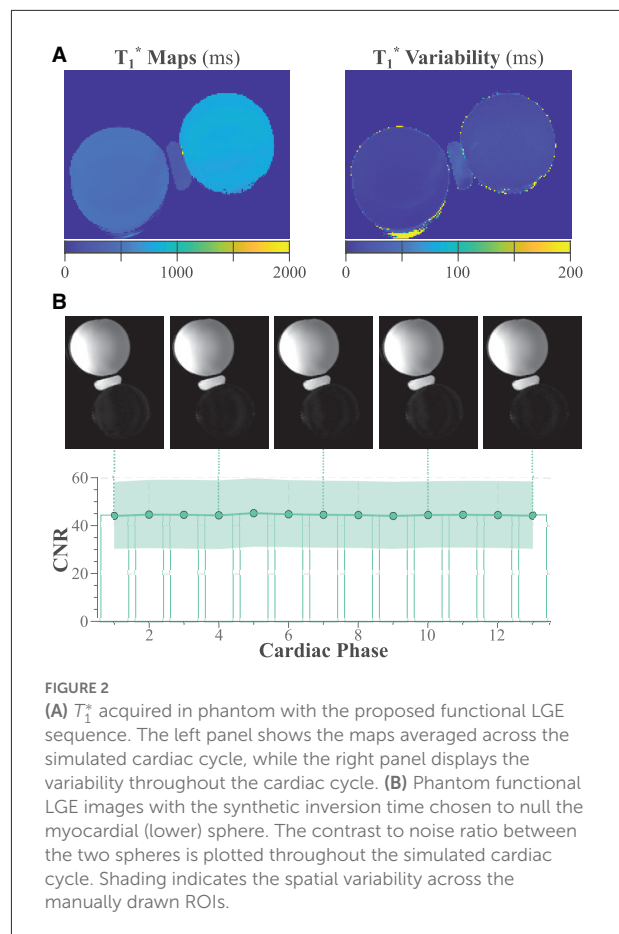 A
T1* Maps (ms)
T1* Variability (ms)
0 1000 2000
0 100 200
B
60
40
20
0
CNR
2 4 6 8 10 12
Cardiac Phase
FIGURE 2
(A) T1* acquired in phantom with the proposed functional LGE
sequence. The left panel shows the maps averaged across the
simulated cardiac cycle, while the right panel displays the
variability throughout the cardiac cycle. (B) Phantom functional
LGE images with the synthetic inversion time chosen to null the
myocardial (lower) sphere. The contrast to noise ratio between
the two spheres is plotted throughout the simulated cardiac
cycle. Shading indicates the spatial variability across the
manually drawn ROIs.